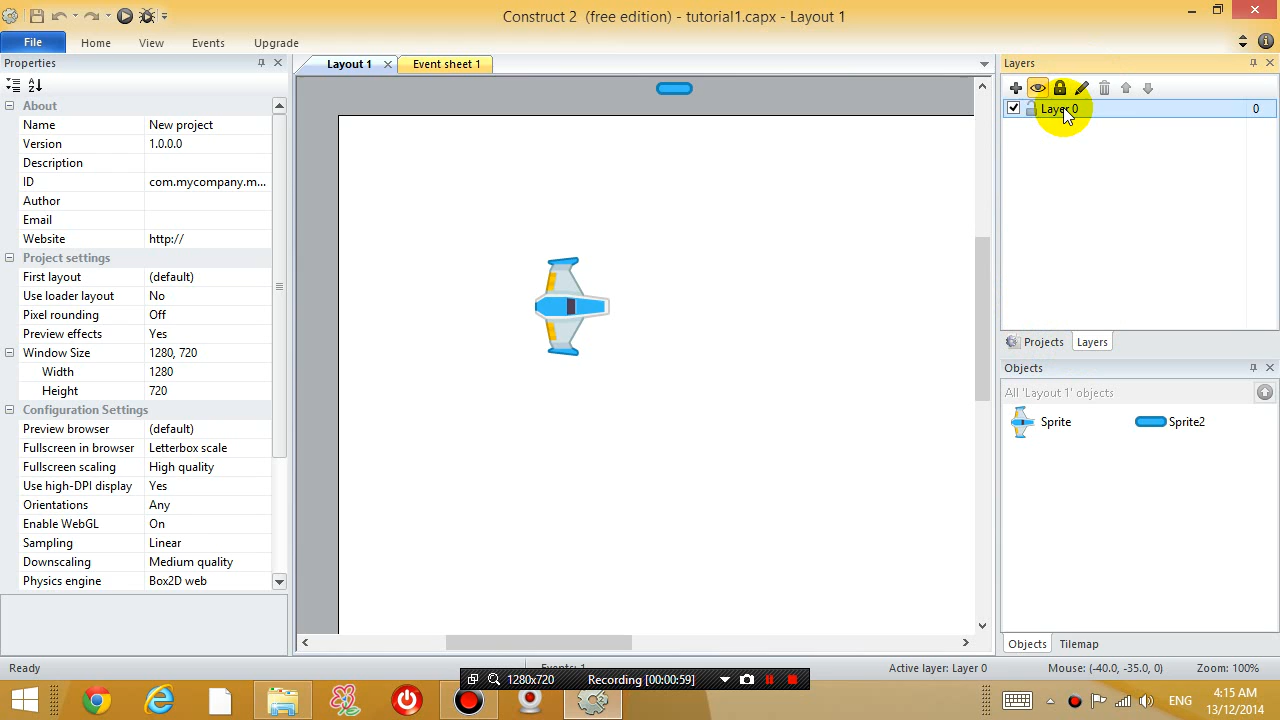 Construct 2 (free edition) - tutorial1.capx - Layout 1
File Home View Events Upgrade
Properties
About
Name New project
Version 1.0.0.0
Description
ID com.mycompany.m...
Author
Email
Website http://
Project settings
First layout (default)
Use loader layout No
Pixel rounding Off
Preview effects Yes
Window Size 1280, 720
Width 1280
Height 720
Configuration Settings
Preview browser (default)
Fullscreen in browser Letterbox scale
Fullscreen scaling High quality
Use high-DPI display Yes
Orientations Any
Enable WebGL On
Sampling Linear
Downscaling Medium quality
Physics engine Box2D web
Layout 1 Event sheet 1
Layers
Layer 0 0
Projects Layers
Objects
All 'Layout 1' objects
Sprite Sprite2
Objects Tilemap
Ready Events: 1 Active layer: Layer 0 Mouse: (-40.0, -35.0, 0) Zoom: 100%
1280x720 Recording [00:00:59]
ENG 4:15 AM
13/12/2014